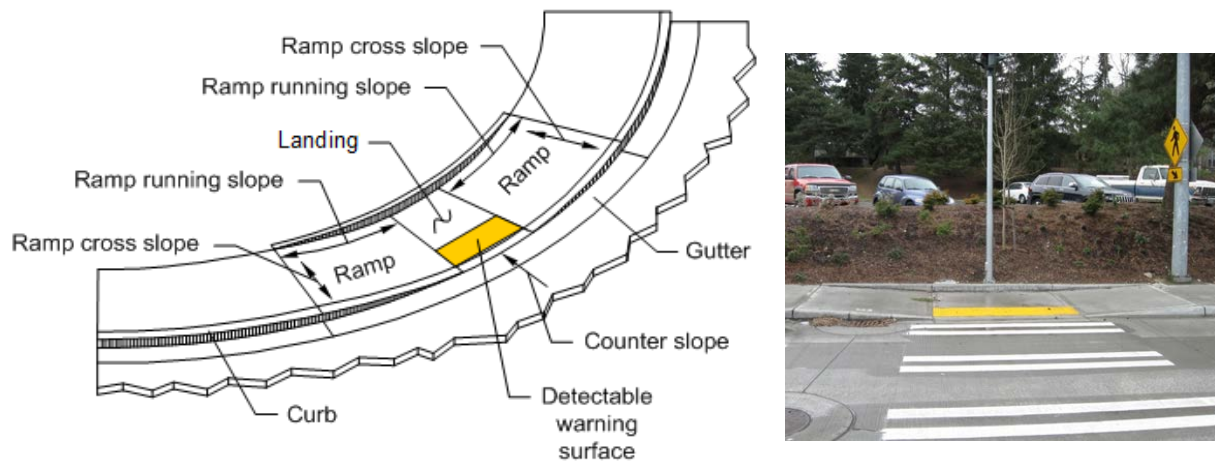 Ramp cross slope
Ramp running slope
Landing
Ramp
Ramp running slope
Ramp cross slope
Ramp
Gutter
Counter slope
Curb
Detectable
warning
surface